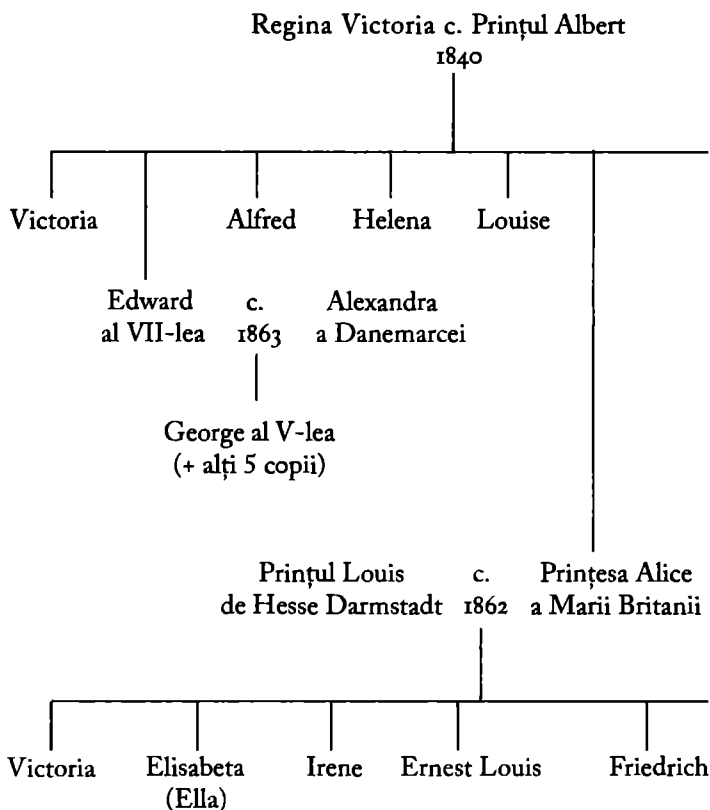 Regina Victoria c. Prințul Albert
1840
Victoria Alfred Helena Louise
Edward c. Alexandra
al VII-lea 1863 a Danemarcei
George al V-lea
(+ alți 5 copii)
Prințul Louis c. Prințesa Alice
de Hesse Darmstadt 1862 a Marii Britanii
Victoria Elisabeta Irene Ernest Louis Friedrich
(Ella)